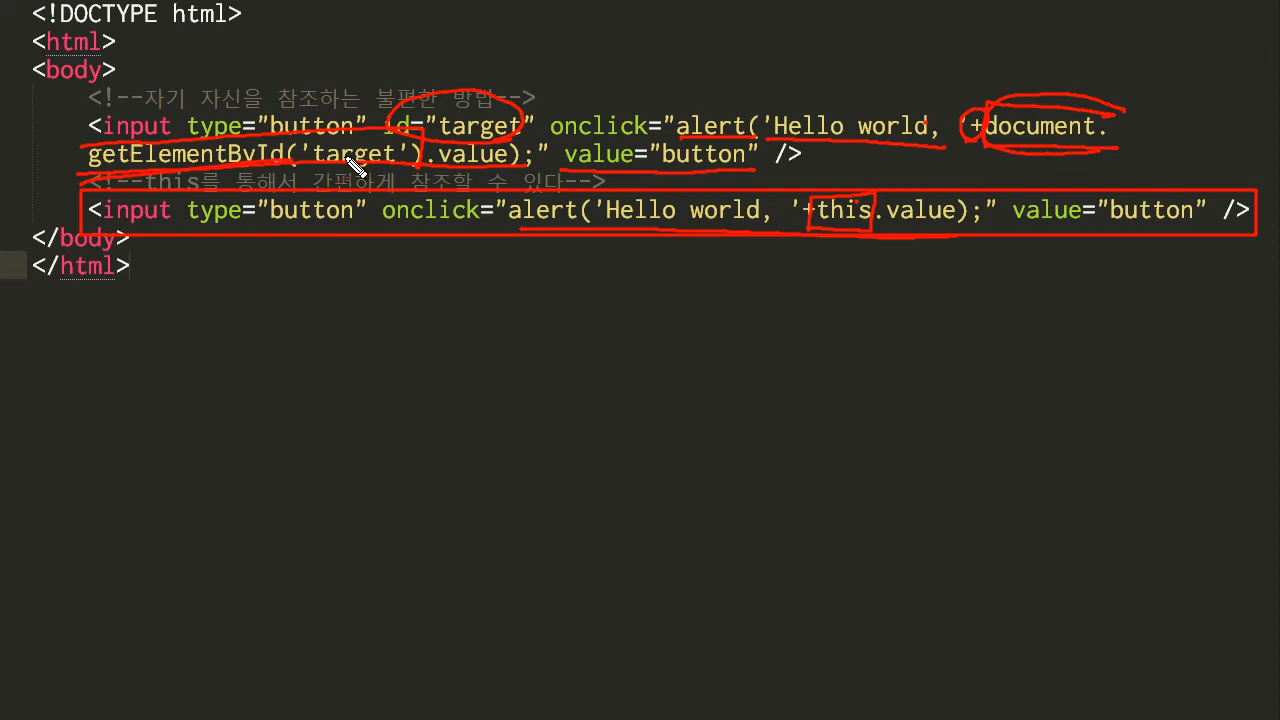 <!DOCTYPE html>
<html>
<body>
<!--자기 자신을 참조하는 불편한 방법-->
<input type="button" id="target" onclick="alert('Hello world, '+document.
getElementById('target').value);" value="button" />
<!--this를 통해서 간편하게 참조할 수 있다-->
<input type="button" onclick="alert('Hello world, '+this.value);" value="button" />
</body>
</html>